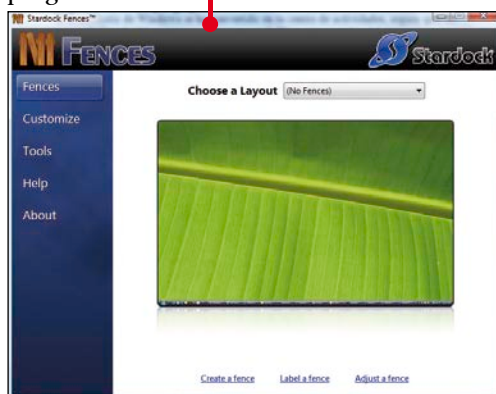 Stardock Fences™
FENCES
Stardock
Fences
Customize
Tools
Help
About
Choose a Layout (No Fences)
Create a fence Label a fence Adjust a fence